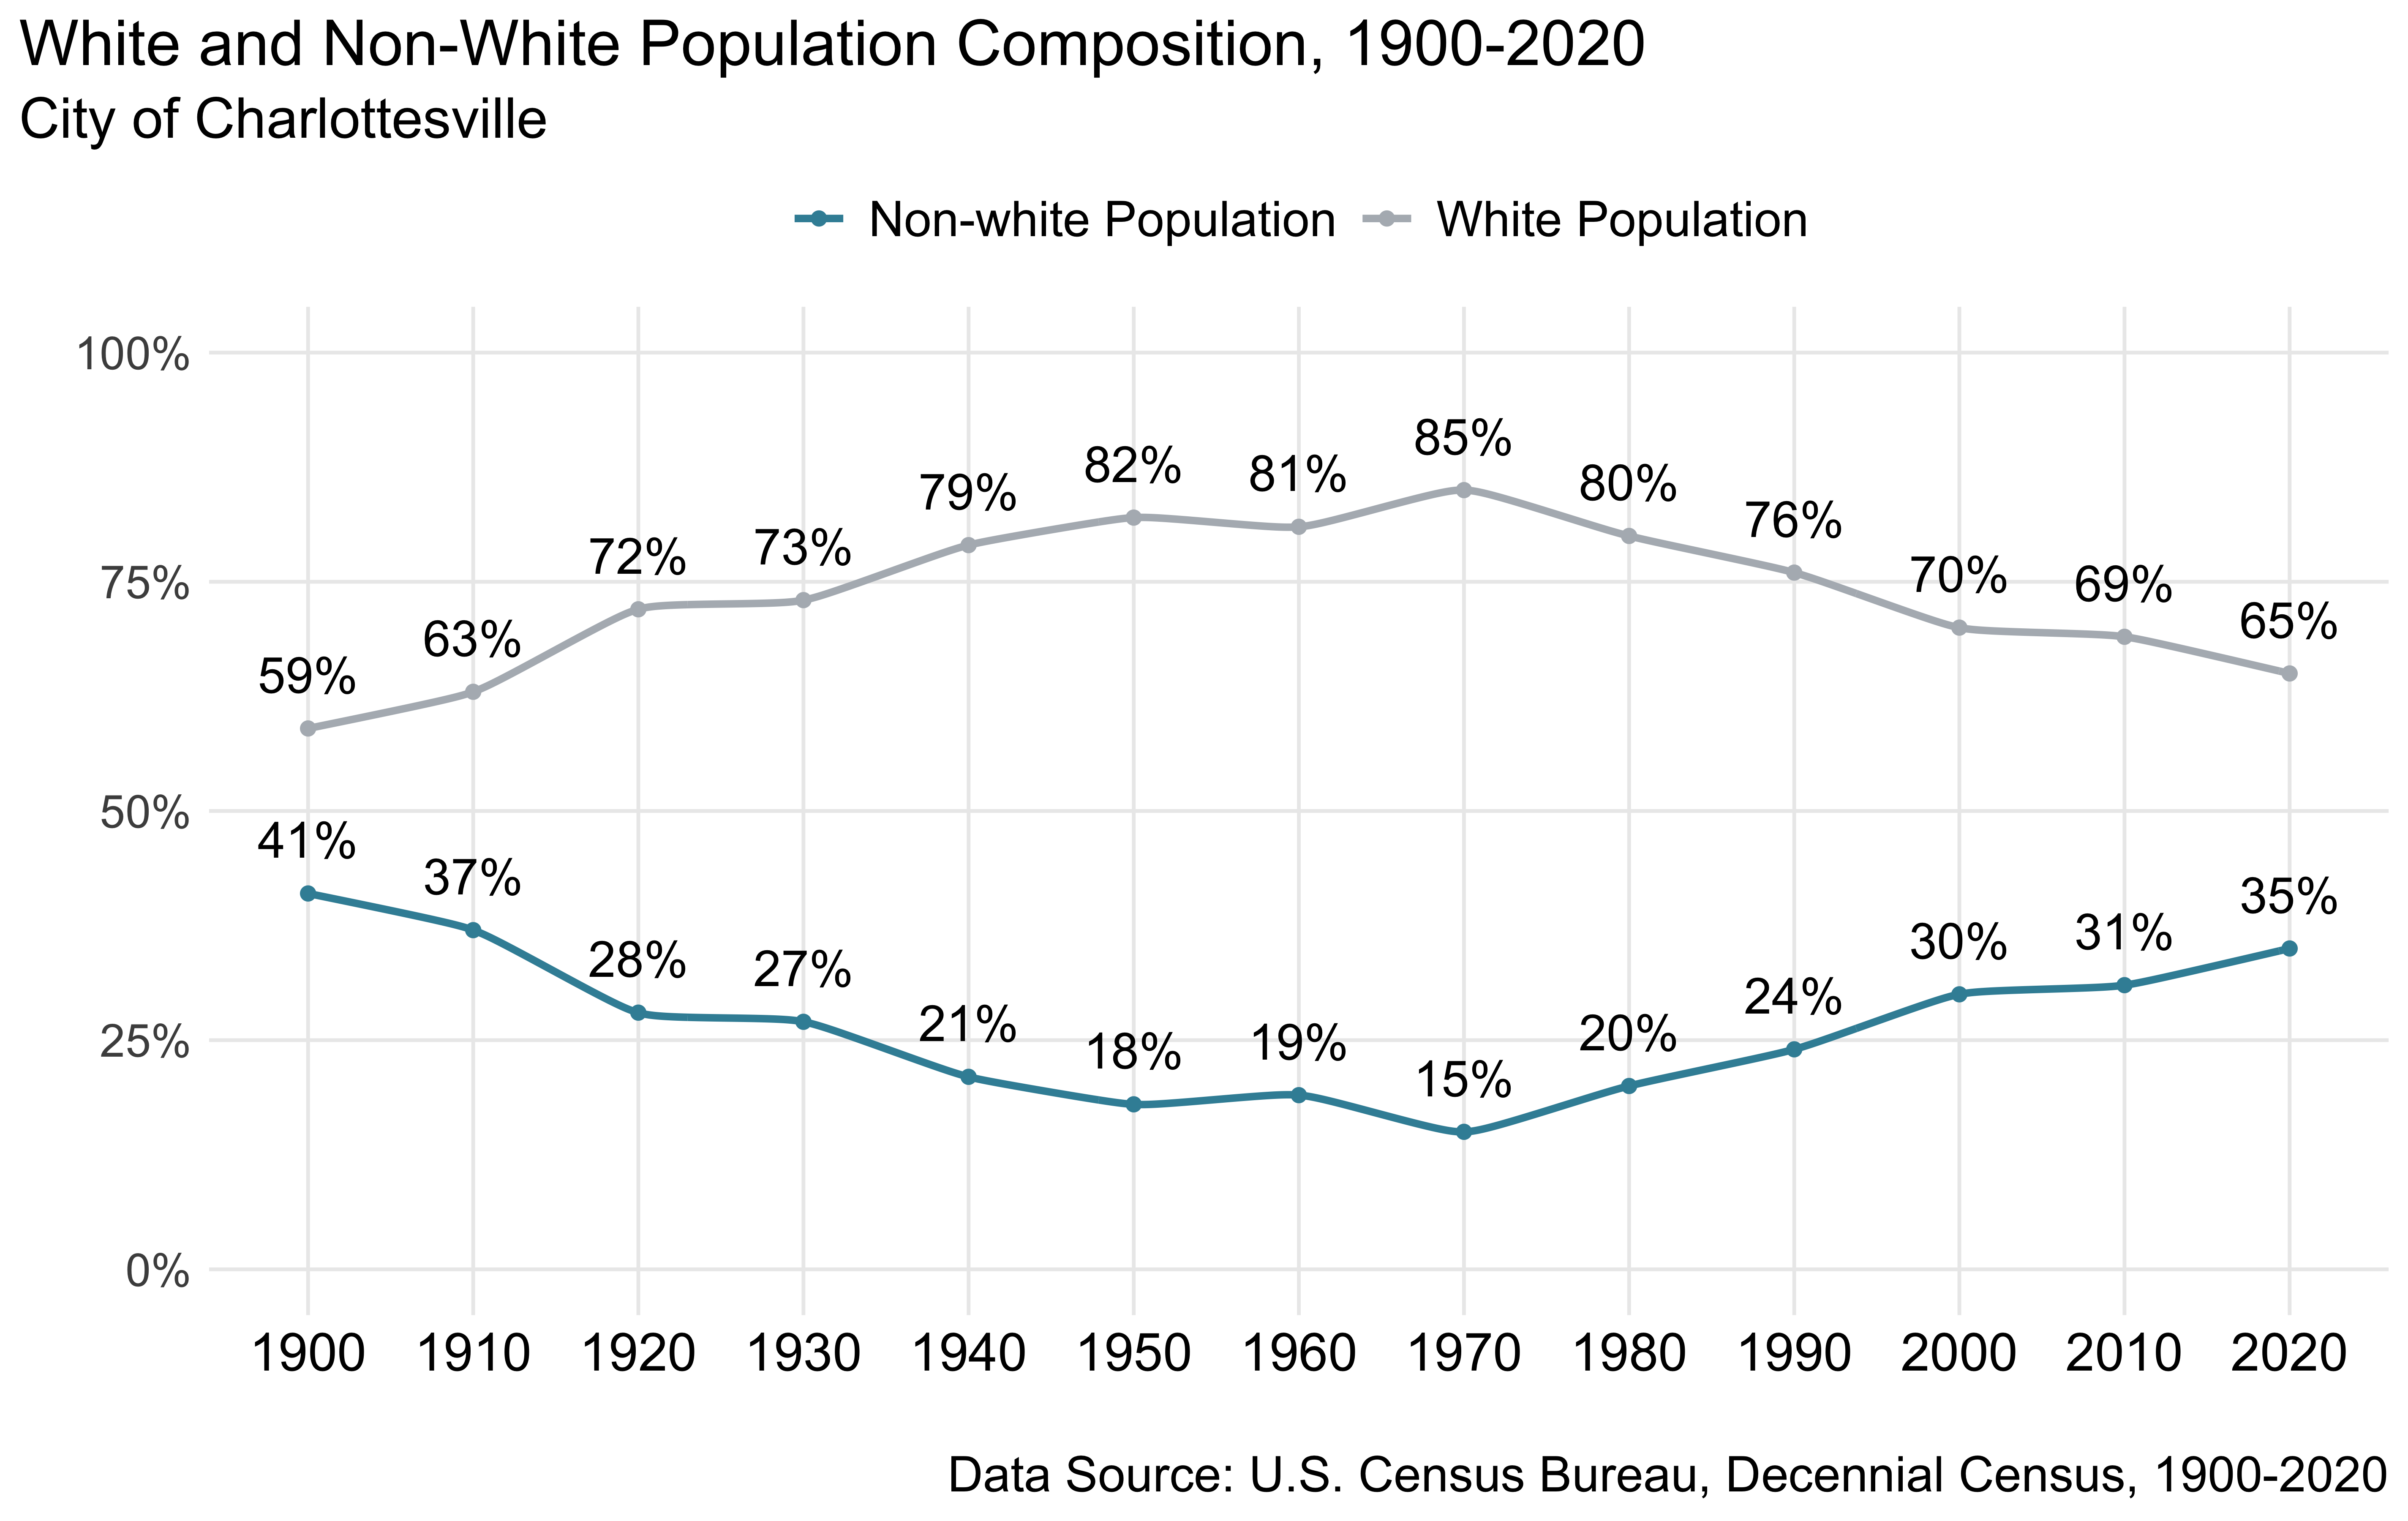 White and Non-White Population Composition, 1900-2020
City of Charlottesville
Non-white Population White Population
100%
75%
50%
25%
0%
59% 63% 72% 73% 79% 82% 81% 85% 80% 76% 70% 69% 65%
41% 37% 28% 27% 21% 18% 19% 15% 20% 24% 30% 31% 35%
1900 1910 1920 1930 1940 1950 1960 1970 1980 1990 2000 2010 2020
Data Source: U.S. Census Bureau, Decennial Census, 1900-2020